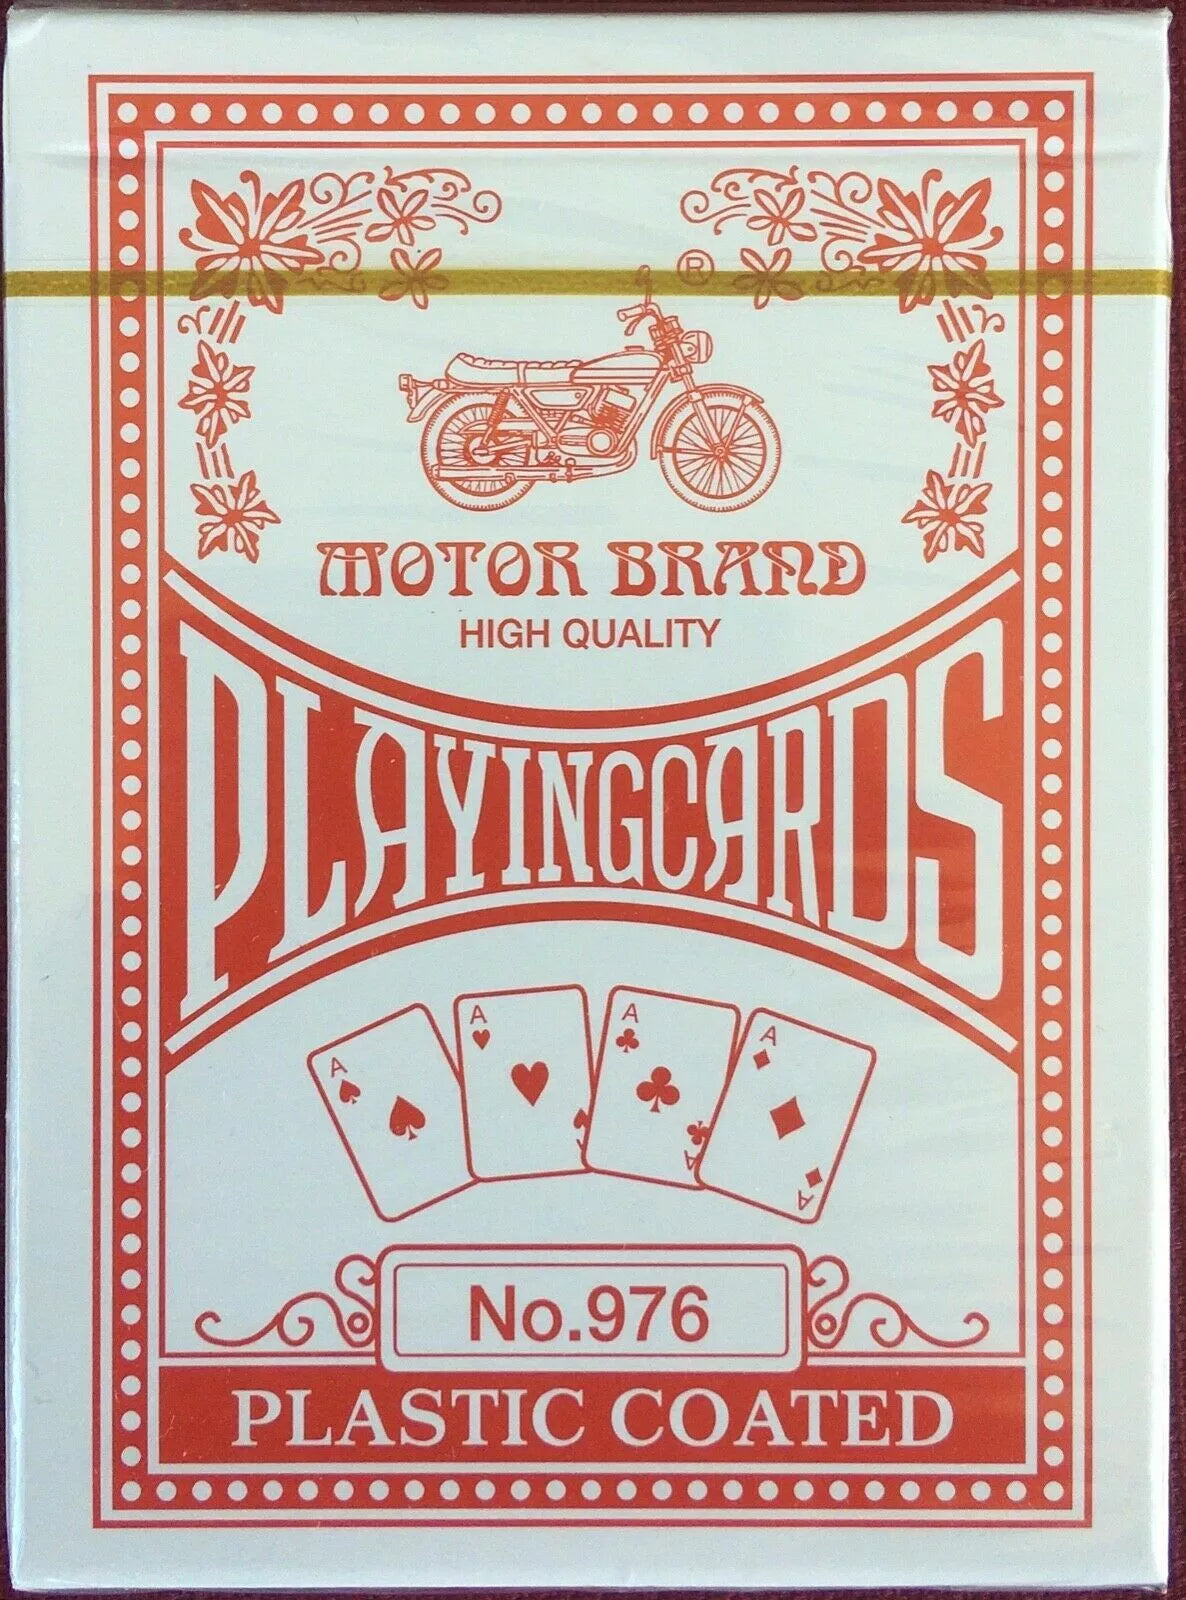 ®
MOTOR BRAND
HIGH QUALITY
PLAYINGCARDS
A
A
A
A
A
A
No.976
PLASTIC COATED